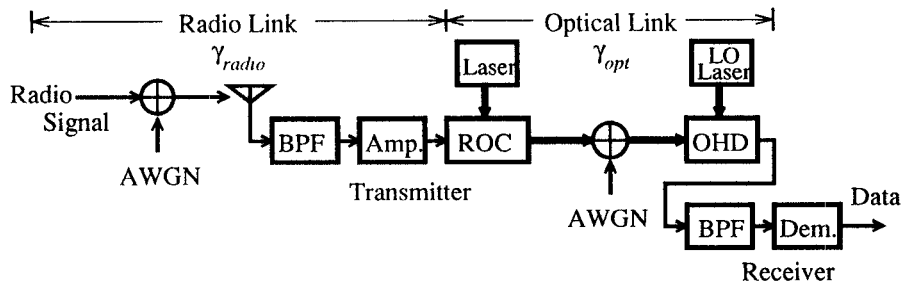 Radio Link
Optical Link
γradio
γopt
Laser
LO
Laser
Radio
Signal
BPF
Amp.
ROC
OHD
AWGN
Transmitter
AWGN
Data
BPF
Dem.
Receiver